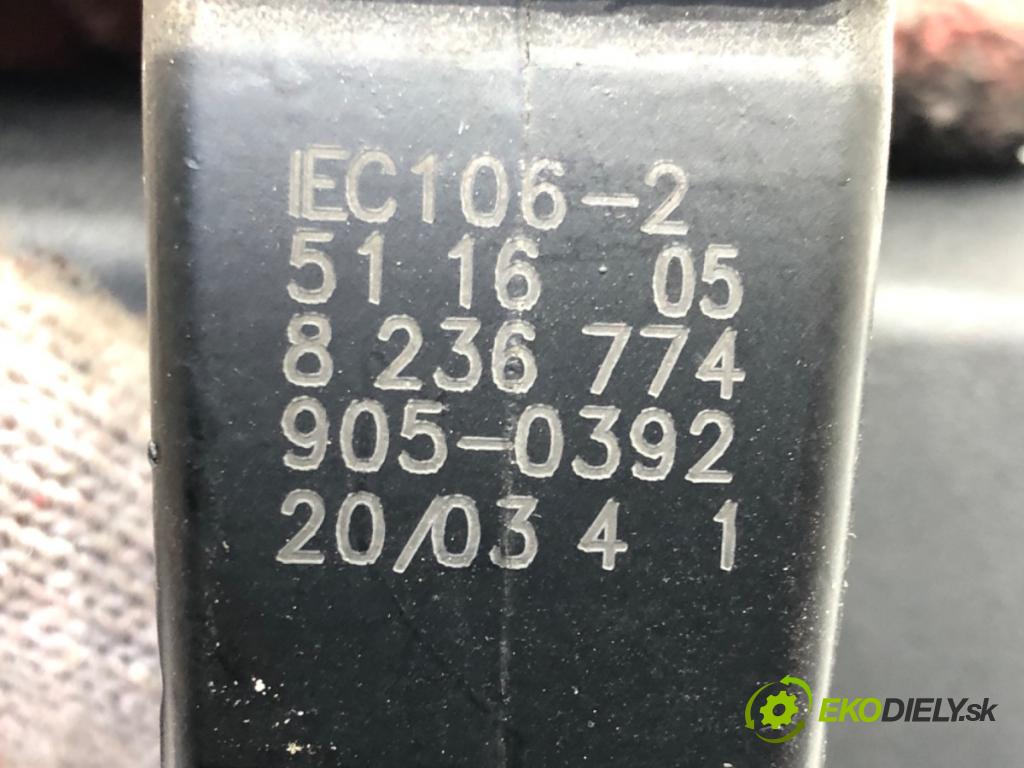 IEC106-2
51 16 05
8 236 774
905-0392
20/03 4 1
EKODIELY.sk